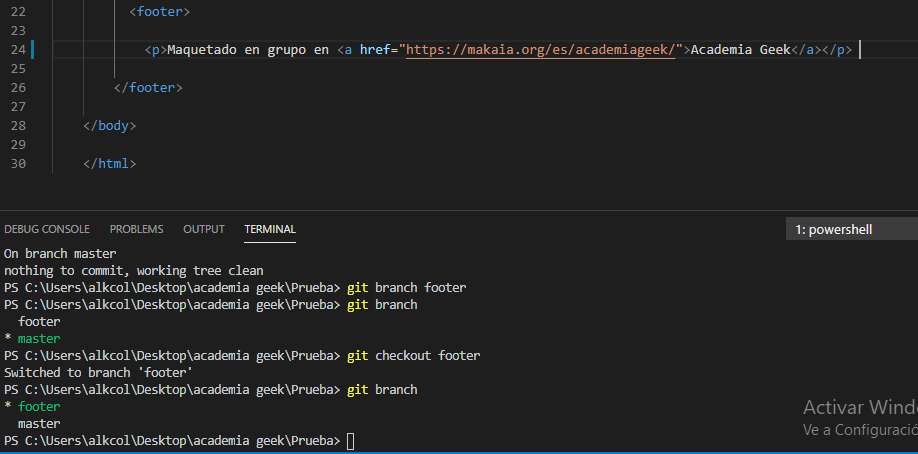 22 <footer>
23
24 <p>Maquetado en grupo en <a href="https://makaia.org/es/academiageek/">Academia Geek</a></p>
25
26 </footer>
27
28 </body>
29
30 </html>
DEBUG CONSOLE PROBLEMS OUTPUT TERMINAL 1: powershell
On branch master
nothing to commit, working tree clean
PS C:\Users\alkcol\Desktop\academia geek\Prueba> git branch footer
PS C:\Users\alkcol\Desktop\academia geek\Prueba> git branch
footer
* master
PS C:\Users\alkcol\Desktop\academia geek\Prueba> git checkout footer
Switched to branch 'footer'
PS C:\Users\alkcol\Desktop\academia geek\Prueba> git branch
* footer
master
PS C:\Users\alkcol\Desktop\academia geek\Prueba>
Activar Wind
Ve a Configuració